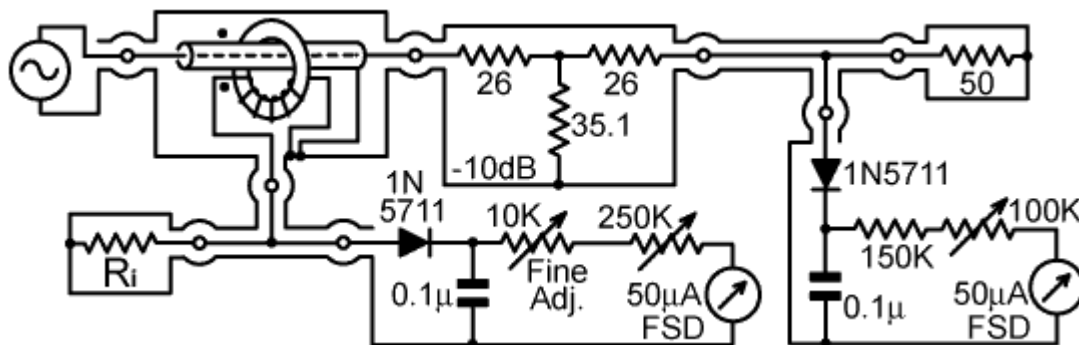 26
26
50
35.1
-10dB
1N
5711
10K
250K
1N5711
100K
150K
Ri
0.1µ
Fine
Adj.
50µA
FSD
0.1µ
50µA
FSD